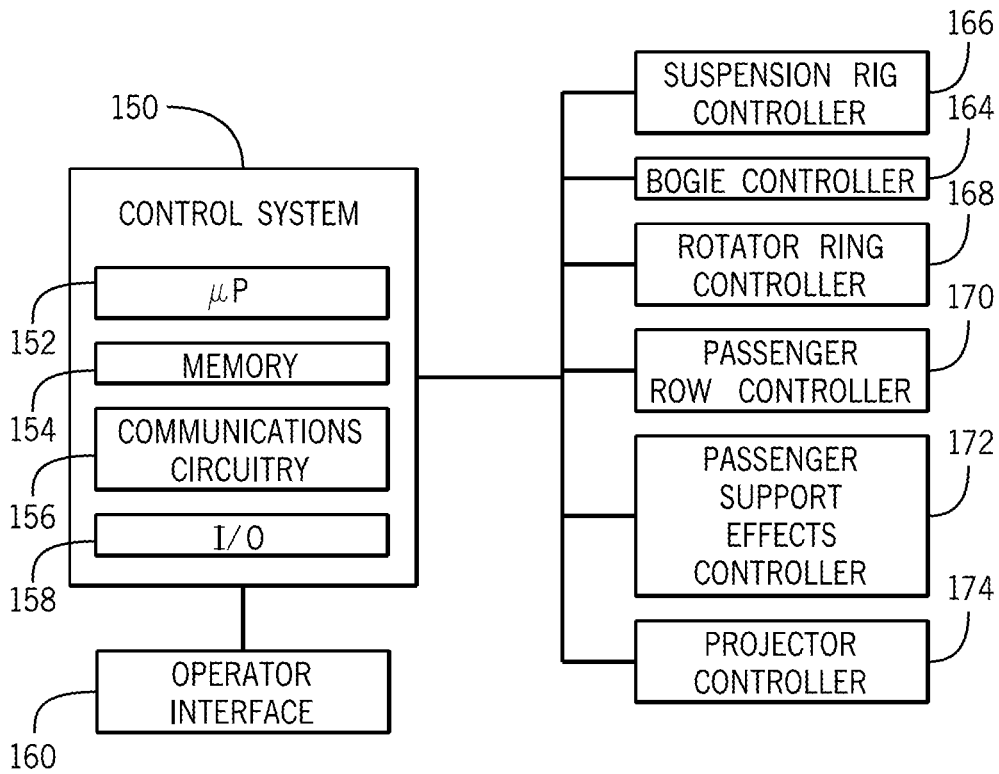 150
CONTROL SYSTEM
μP
152
MEMORY
154
COMMUNICATIONS
CIRCUITRY
156
I/O
158
OPERATOR
INTERFACE
160
166
SUSPENSION RIG
CONTROLLER
164
BOGIE CONTROLLER
168
ROTATOR RING
CONTROLLER
170
PASSENGER
ROW CONTROLLER
172
PASSENGER
SUPPORT
EFFECTS
CONTROLLER
174
PROJECTOR
CONTROLLER